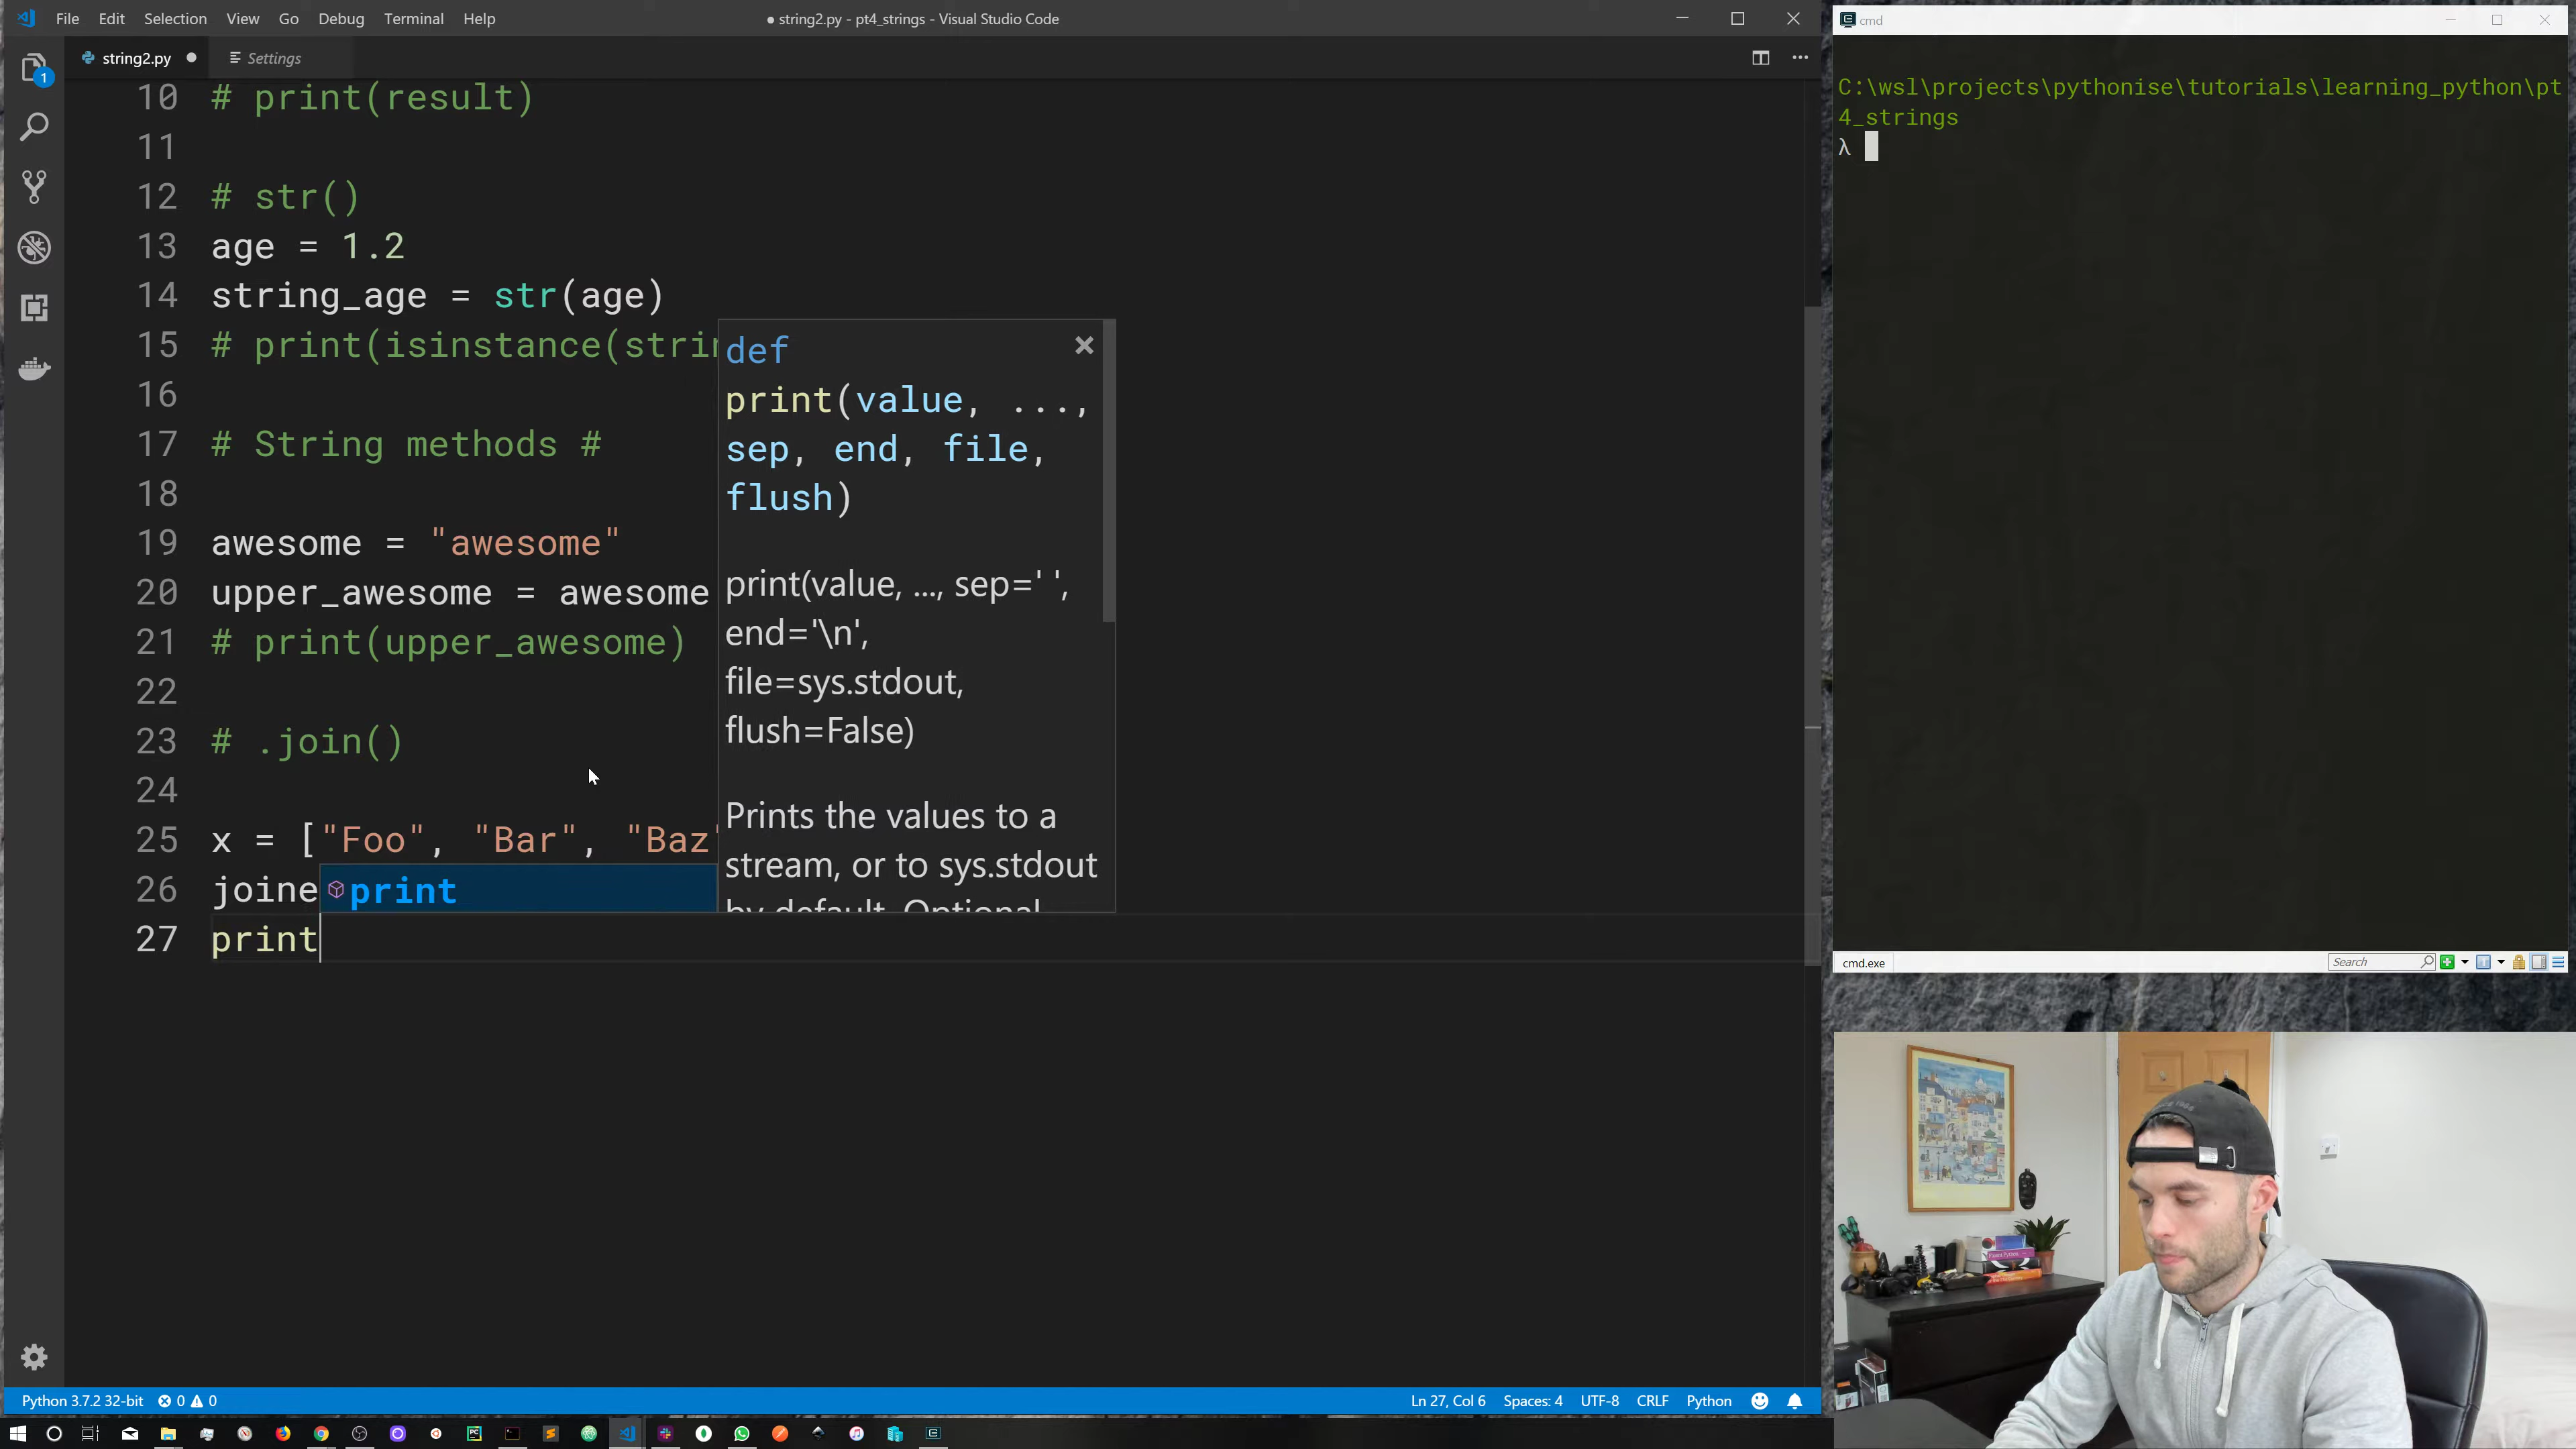 File Edit Selection View Go Debug Terminal Help
● string2.py - pt4_strings - Visual Studio Code
string2.py ●
Settings
10 # print(result)
11
12 # str()
13 age = 1.2
14 string_age = str(age)
15 # print(isinstance(strin
16
17 # String methods #
18
19 awesome = "awesome"
20 upper_awesome = awesome
21 # print(upper_awesome)
22
23 # .join()
24
25 x = ["Foo", "Bar", "Baz"
26 joine
27 print
print
def
print(value, ...,
sep, end, file,
flush)
print(value, ..., sep=' ',
end='\n',
file=sys.stdout,
flush=False)
Prints the values to a
stream, or to sys.stdout
by default. Optional
1
Python 3.7.2 32-bit 0 0
Ln 27, Col 6 Spaces: 4 UTF-8 CRLF Python
cmd
C:\wsl\projects\pythonise\tutorials\learning_python\pt
4_strings
λ
cmd.exe
Search